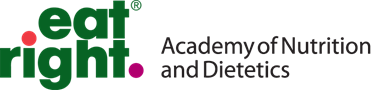 eat®
right.
Academy of Nutrition
and Dietetics